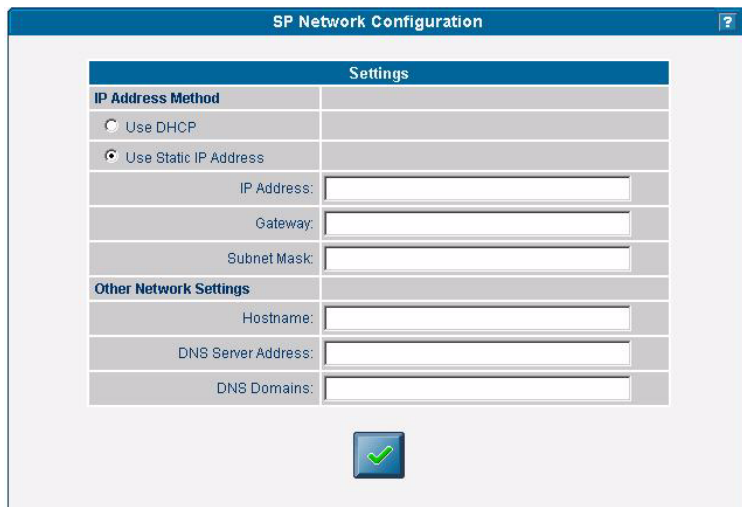 SP Network Configuration ?
Settings
IP Address Method
Use DHCP
Use Static IP Address
IP Address:
Gateway:
Subnet Mask:
Other Network Settings
Hostname:
DNS Server Address:
DNS Domains: